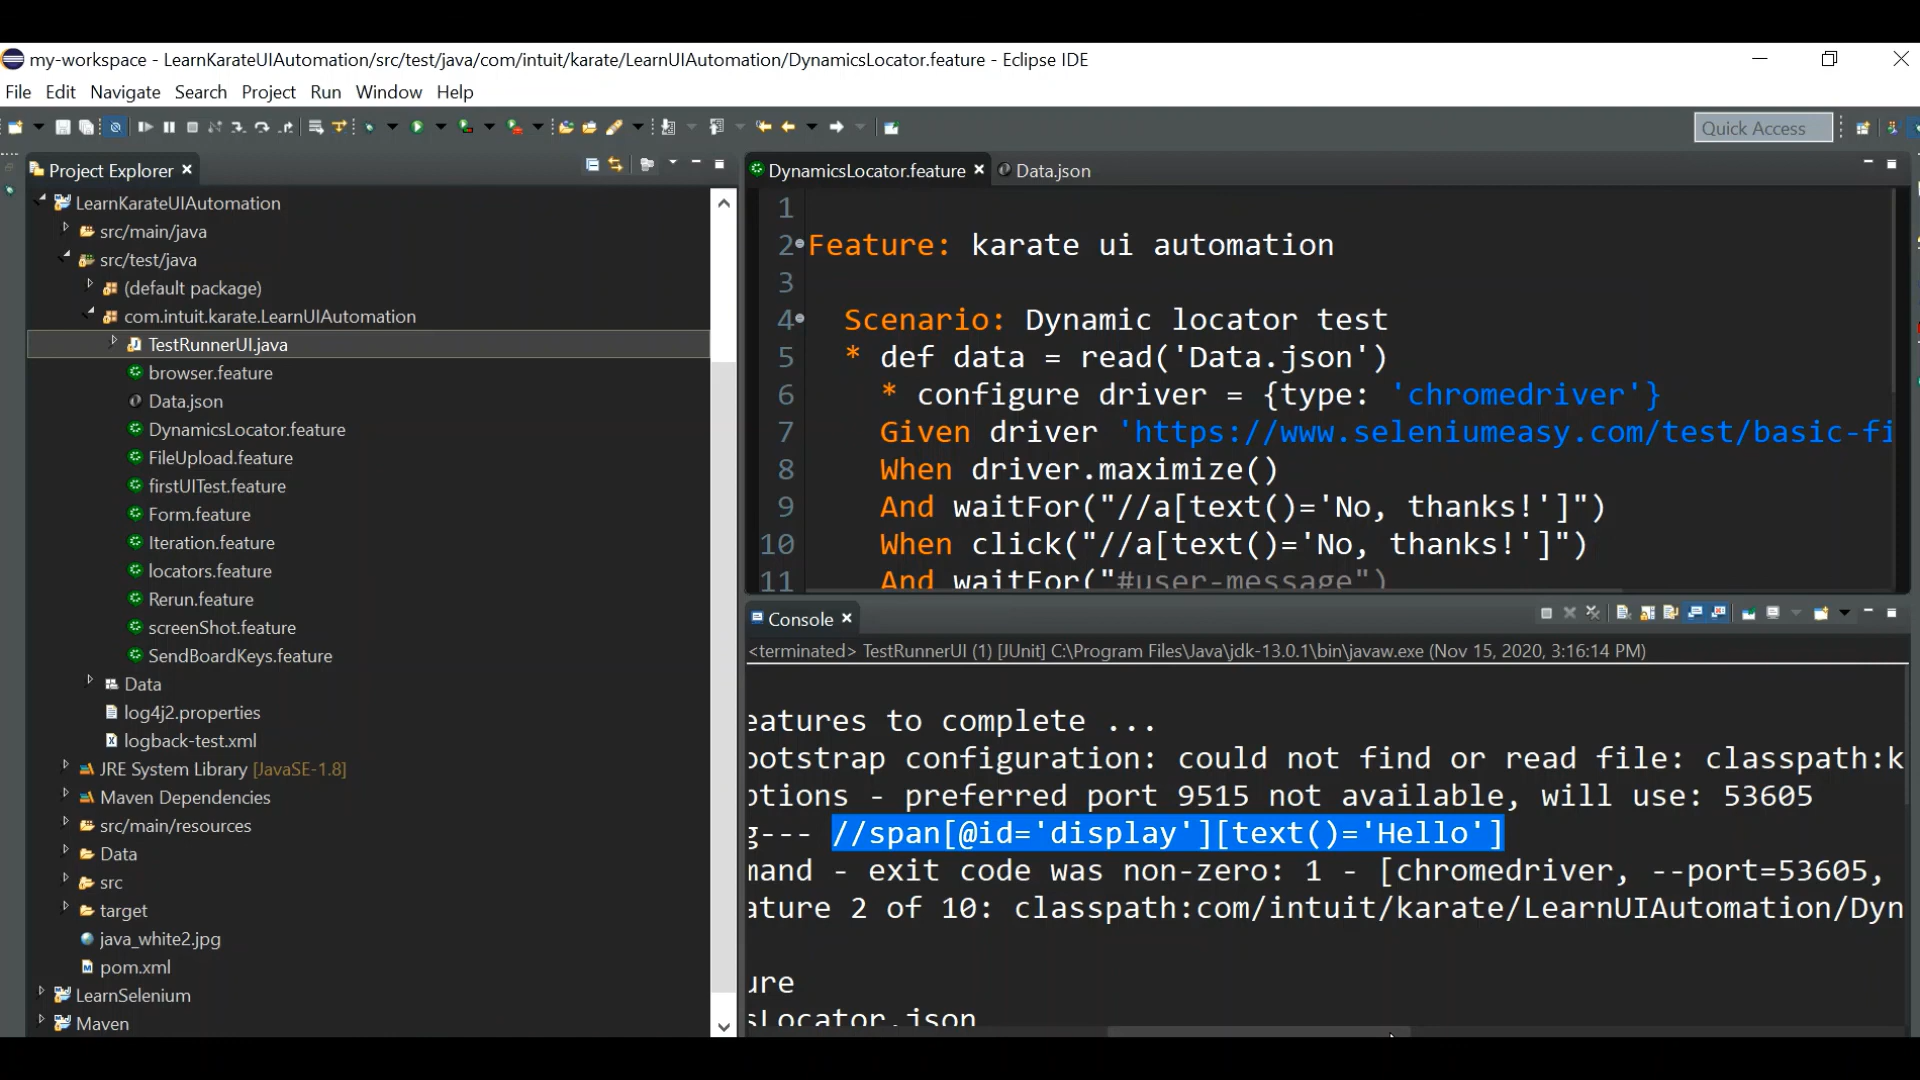 my-workspace - LearnKarateUIAutomation/src/test/java/com/intuit/karate/LearnUIAutomation/DynamicsLocator.feature - Eclipse IDE
File Edit Navigate Search Project Run Window Help
Quick Access
Project Explorer
LearnKarateUIAutomation
src/main/java
src/test/java
(default package)
com.intuit.karate.LearnUIAutomation
TestRunnerUI.java
browser.feature
Data.json
DynamicsLocator.feature
FileUpload.feature
firstUITest.feature
Form.feature
Iteration.feature
locators.feature
Rerun.feature
screenShot.feature
SendBoardKeys.feature
Data
log4j2.properties
logback-test.xml
JRE System Library [JavaSE-1.8]
Maven Dependencies
src/main/resources
Data
src
target
java_white2.jpg
pom.xml
LearnSelenium
Maven
DynamicsLocator.feature Data.json
1
2 Feature: karate ui automation
3
4 Scenario: Dynamic locator test
5 * def data = read('Data.json')
6 * configure driver = {type: 'chromedriver'}
7 Given driver 'https://www.seleniumeasy.com/test/basic-fi
8 When driver.maximize()
9 And waitFor("//a[text()='No, thanks!']")
10 When click("//a[text()='No, thanks!']")
11 And waitFor("#user-message")
Console
<terminated> TestRunnerUI (1) [JUnit] C:\Program Files\Java\jdk-13.0.1\bin\javaw.exe (Nov 15, 2020, 3:16:14 PM)
eatures to complete ...
ootstrap configuration: could not find or read file: classpath:k
ptions - preferred port 9515 not available, will use: 53605
g--- //span[@id='display'][text()='Hello']
mand - exit code was non-zero: 1 - [chromedriver, --port=53605,
ature 2 of 10: classpath:com/intuit/karate/LearnUIAutomation/Dyn
ure
sLocator.json